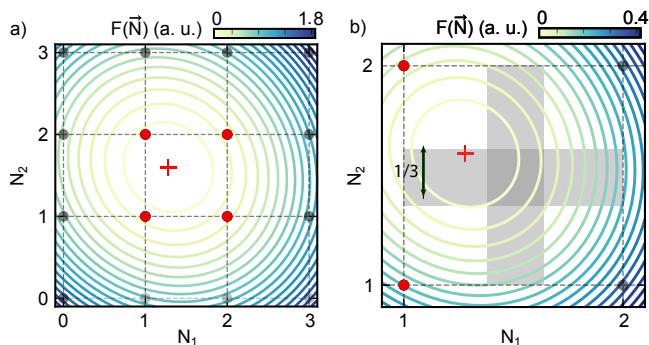 a) F(N⃗) (a. u.) 0 1.8
3
2
1
0
N₂
0 1 2 3
N₁
b) F(N⃗) (a. u.) 0 0.4
2
1
N₂
1/3
1 2
N₁